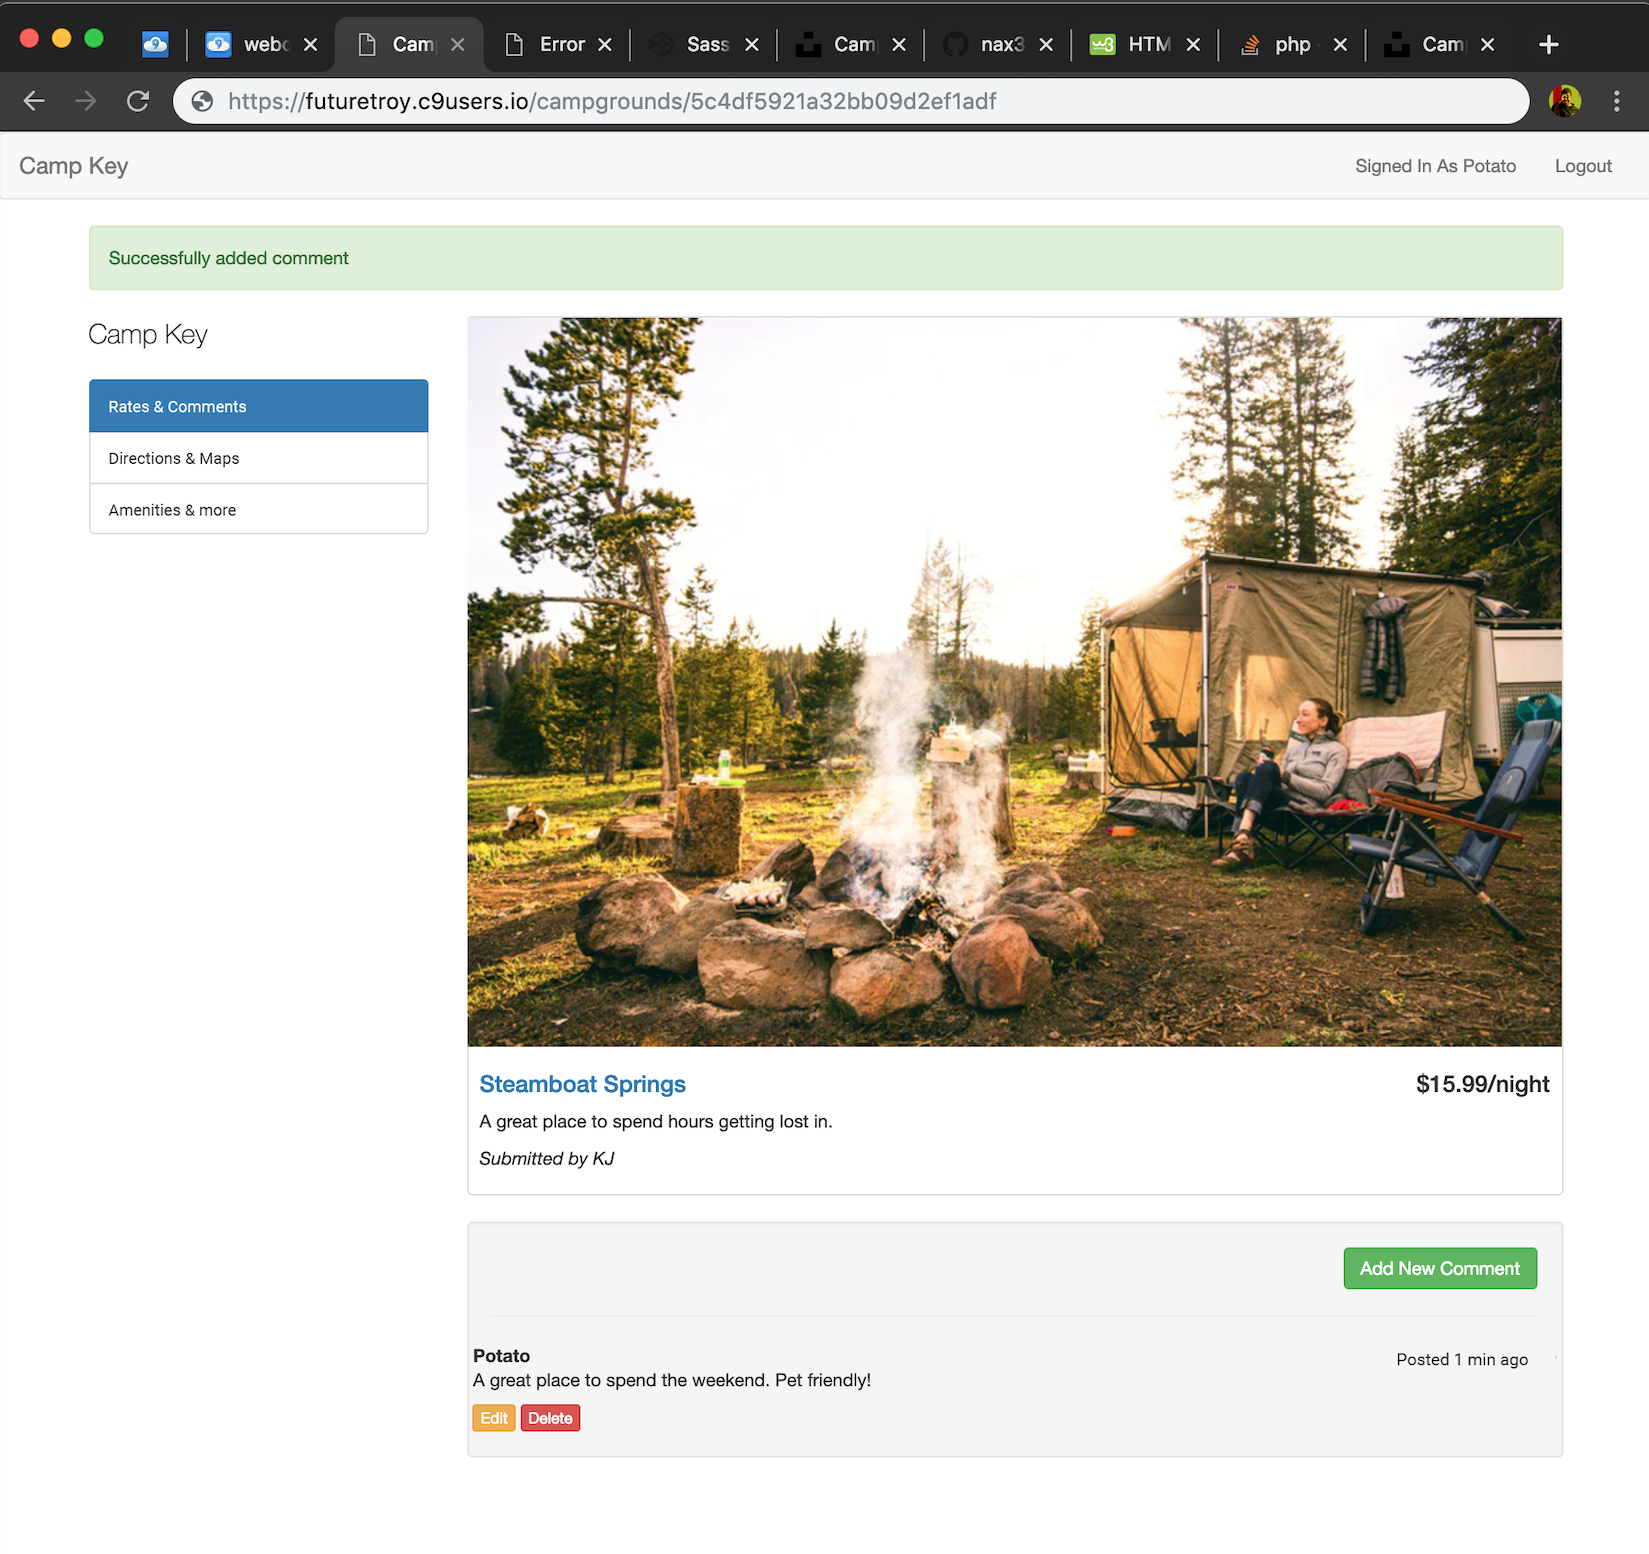 webc
Cam
Error
Sass
Cam
nax3
HTM
php
Cam
https://futuretroy.c9users.io/campgrounds/5c4df5921a32bb09d2ef1adf
Camp Key
Signed In As Potato
Logout
Successfully added comment
Camp Key
Rates & Comments
Directions & Maps
Amenities & more
Steamboat Springs
$15.99/night
A great place to spend hours getting lost in.
Submitted by KJ
Add New Comment
Potato
Posted 1 min ago
A great place to spend the weekend. Pet friendly!
Edit
Delete